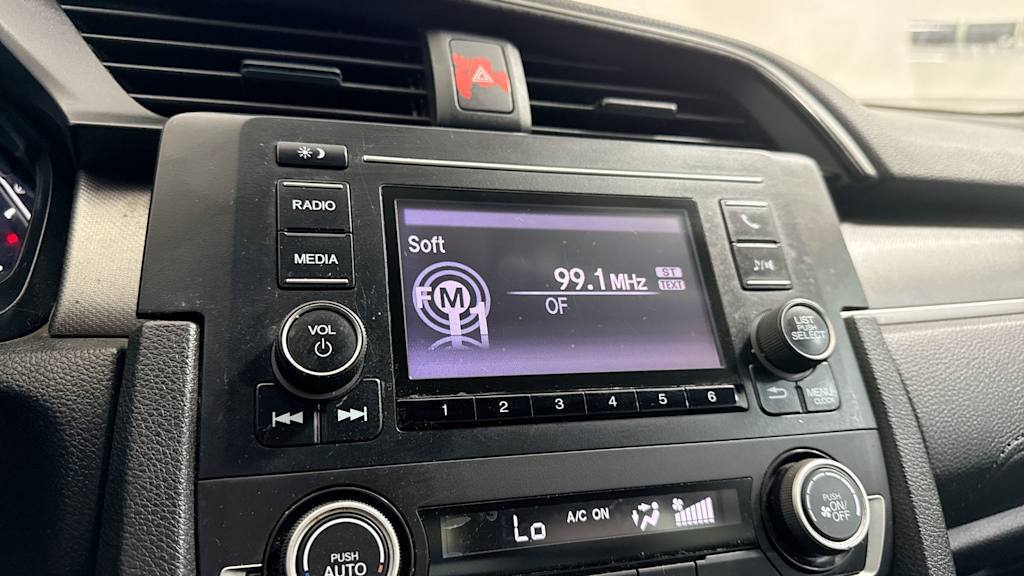 RADIO
MEDIA
VOL
Soft
FM1
99.1 MHz
ST
TEXT
OF
LIST
PUSH
SELECT
MENU
CLOCK
1 2 3 4 5 6
PUSH
AUTO
Lo
A/C ON
PUSH
ON/
OFF